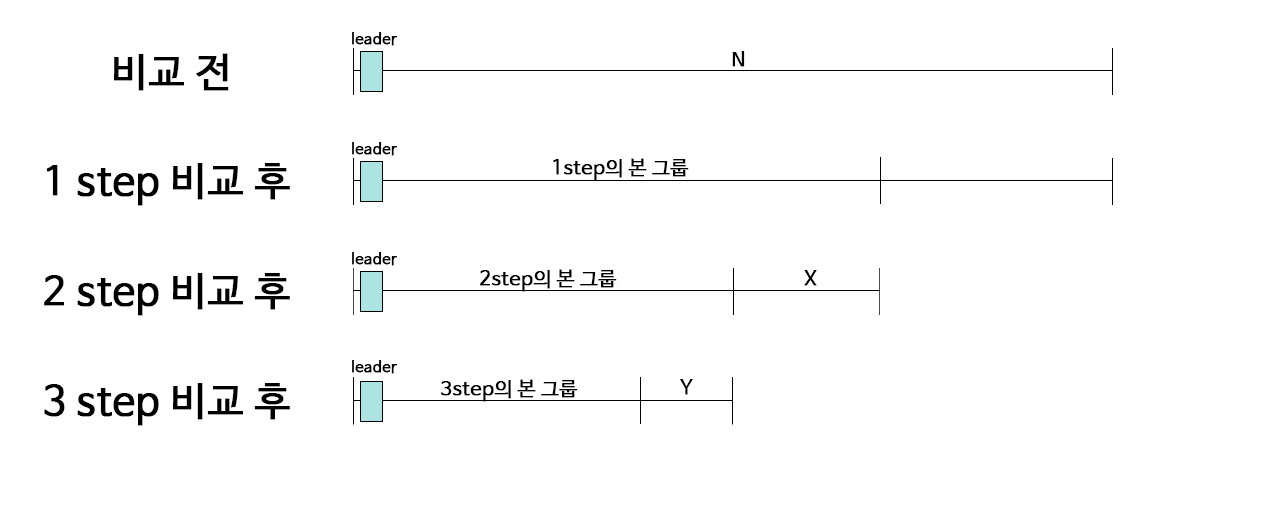 leader
비교 전
N
leader
1 step 비교 후
1step의 본 그룹
leader
2 step 비교 후
2step의 본 그룹
X
leader
3 step 비교 후
3step의 본 그룹
Y